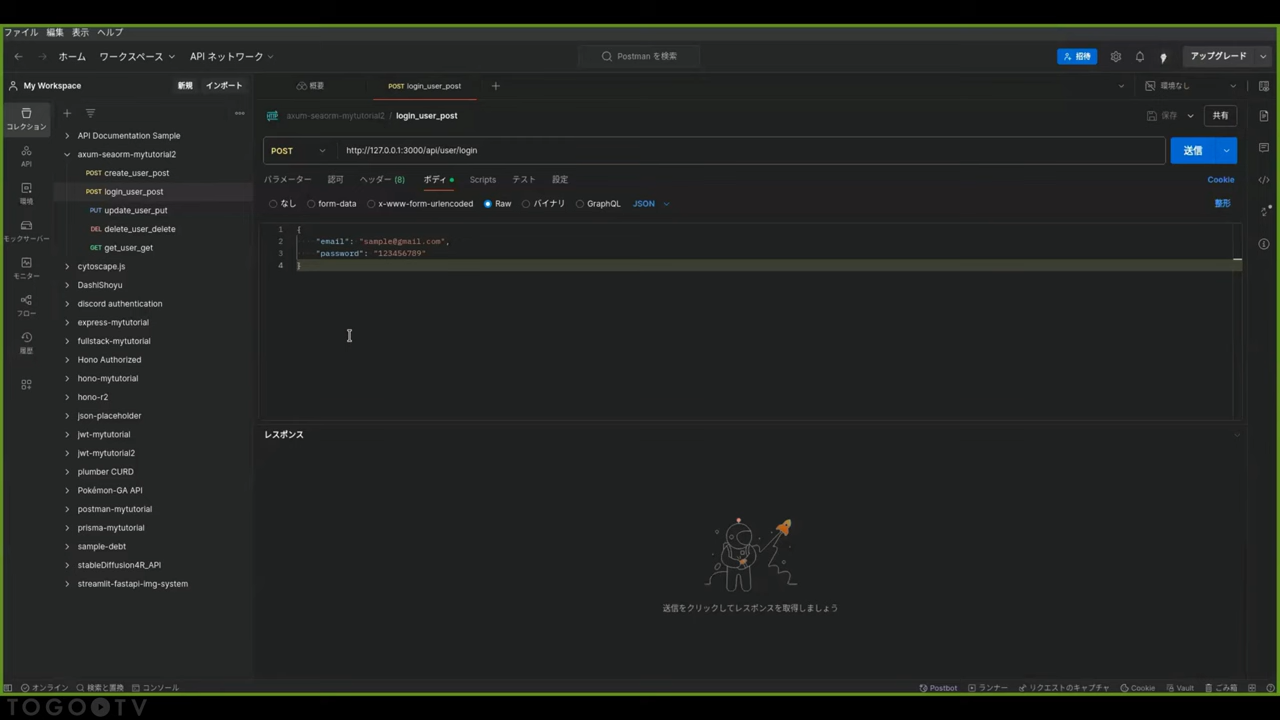 ファイル 編集 表示 ヘルプ
ホーム ワークスペース API ネットワーク Postman を検索 招待 アップグレード
My Workspace 新規 インポート 概要 POST login_user_post 環境なし
コレクション
API
環境
モックサーバー
モニター
フロー
履歴
API Documentation Sample
axum-seaorm-mytutorial2
POST create_user_post
POST login_user_post
PUT update_user_put
DEL delete_user_delete
GET get_user_get
cytoscape.js
DashiShoyu
discord authentication
express-mytutorial
fullstack-mytutorial
Hono Authorized
hono-mytutorial
hono-r2
json-placeholder
jwt-mytutorial
jwt-mytutorial2
plumber CURD
Pokémon-GA API
postman-mytutorial
prisma-mytutorial
sample-debt
stableDiffusion4R_API
streamlit-fastapi-img-system
axum-seaorm-mytutorial2 / login_user_post 保存 共有
POST http://127.0.0.1:3000/api/user/login 送信
パラメーター 認可 ヘッダー (8) ボディ Scripts テスト 設定 Cookie
なし form-data x-www-form-urlencoded Raw バイナリ GraphQL JSON 整形
1 {
2 "email": "sample@gmail.com",
3 "password": "123456789"
4 }
レスポンス
送信をクリックしてレスポンスを取得しましょう
オンライン 検索と置換 コンソール Postbot ランナー リクエストのキャプチャ Cookie Vault ごみ箱
TOGO TV